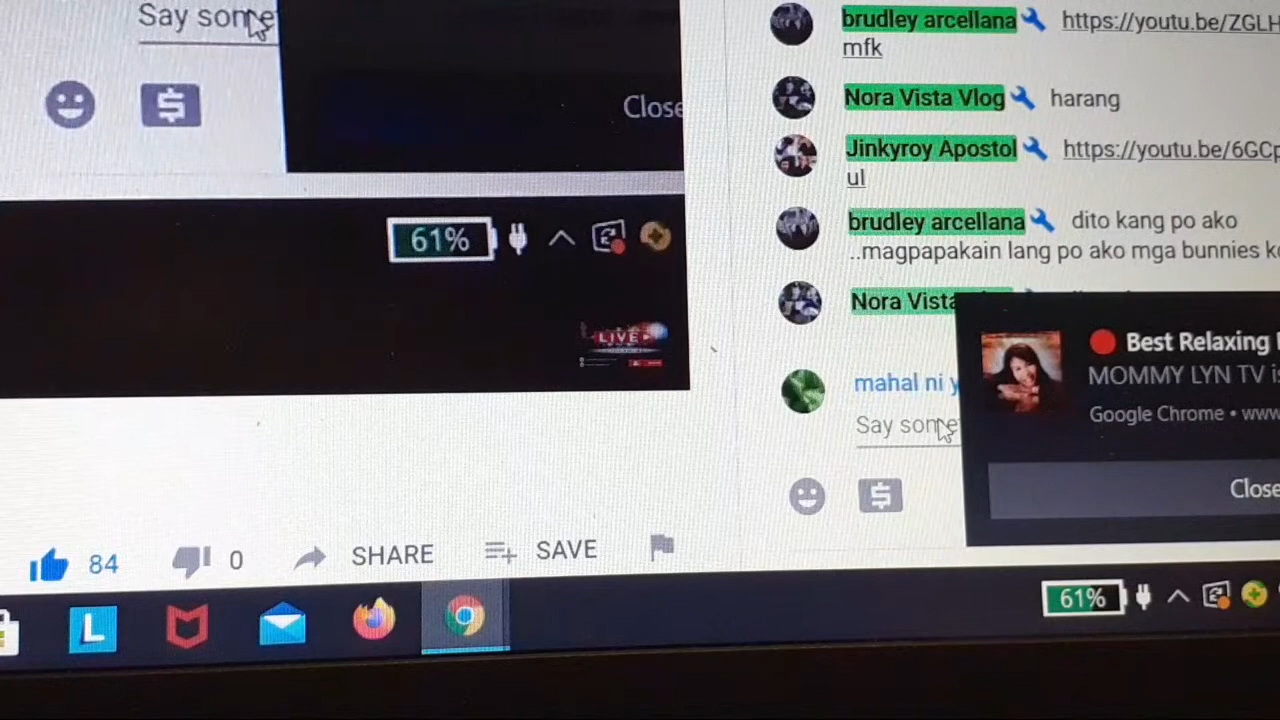 Say some
Close
61%
LIVE
84
0
SHARE
SAVE
brudley arcellana https://youtu.be/ZGLH
mfk
Nora Vista Vlog harang
Jinkyroy Apostol https://youtu.be/6GCp
ul
brudley arcellana dito kang po ako
..magpapakain lang po ako mga bunnies k
Nora Vista
mahal ni y
Say some
Best Relaxing
MOMMY LYN TV is
Google Chrome • www
Close
L
61%